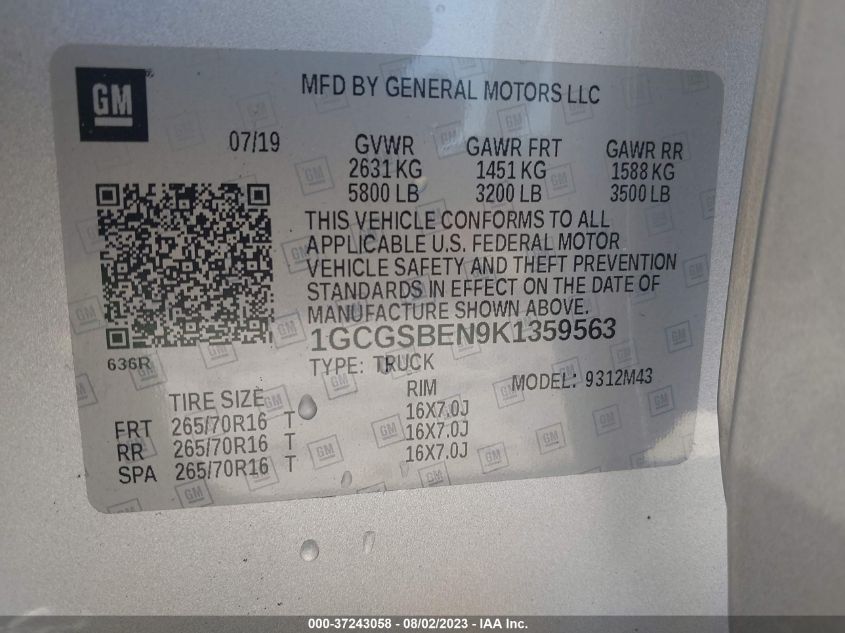 GM
MFD BY GENERAL MOTORS LLC
07/19 GVWR GAWR FRT GAWR RR
2631 KG 1451 KG 1588 KG
5800 LB 3200 LB 3500 LB
THIS VEHICLE CONFORMS TO ALL
APPLICABLE U.S. FEDERAL MOTOR
VEHICLE SAFETY AND THEFT PREVENTION
STANDARDS IN EFFECT ON THE DATE OF
MANUFACTURE SHOWN ABOVE.
1GCGSBEN9K1359563
636R
TYPE: TRUCK
MODEL: 9312M43
TIRE SIZE RIM
FRT 265/70R16 T 16X7.0J
RR 265/70R16 T 16X7.0J
SPA 265/70R16 T 16X7.0J
000-37243058 - 08/02/2023 - IAA Inc.